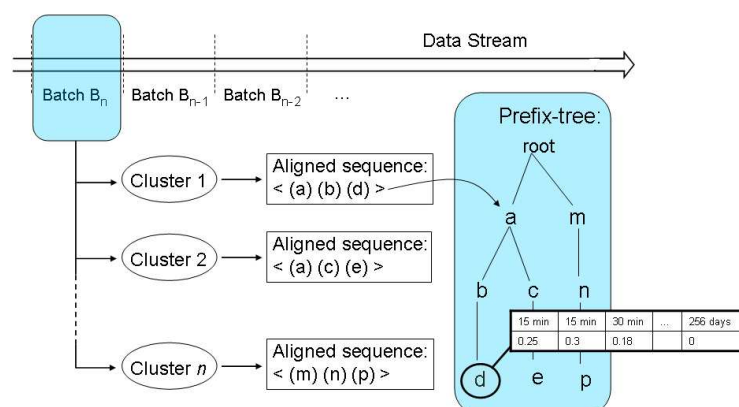 Data Stream
Batch Bn
Batch Bn-1
Batch Bn-2
...
Prefix-tree:
root
Cluster 1
Aligned sequence:
< (a) (b) (d) >
a
m
Cluster 2
Aligned sequence:
< (a) (c) (e) >
b
c
n
15 min 15 min 30 min ... 256 days
0.25 0.3 0.18 0
Cluster n
Aligned sequence:
< (m) (n) (p) >
d
e
p